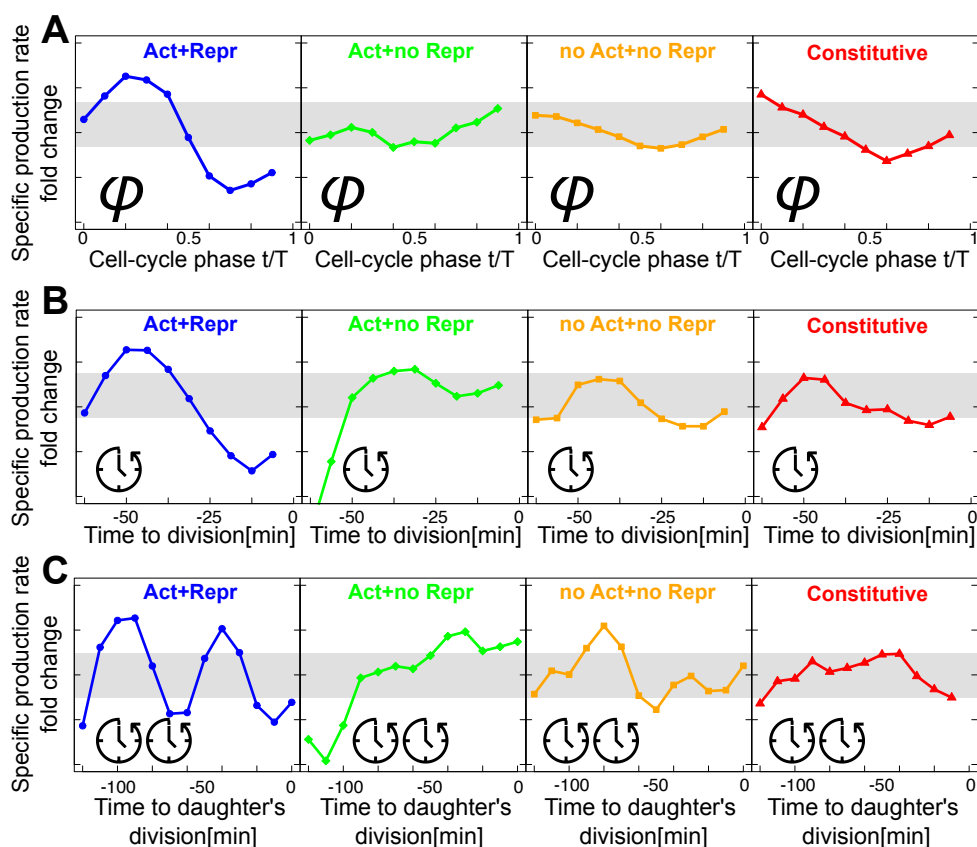 A
Specific production rate
fold change
Act+Repr
Act+no Repr
no Act+no Repr
Constitutive
φ
φ
φ
φ
0 0.5 1
0 0.5 1
0 0.5 1
0 0.5 1
Cell-cycle phase t/T
Cell-cycle phase t/T
Cell-cycle phase t/T
Cell-cycle phase t/T
B
Specific production rate
fold change
Act+Repr
Act+no Repr
no Act+no Repr
Constitutive
-50 -25 0
-50 -25 0
-50 -25 0
-50 -25 0
Time to division[min]
Time to division[min]
Time to division[min]
Time to division[min]
C
Specific production rate
fold change
Act+Repr
Act+no Repr
no Act+no Repr
Constitutive
-100 -50 0
-100 -50 0
-100 -50 0
-100 -50 0
Time to daughter's
division[min]
Time to daughter's
division[min]
Time to daughter's
division[min]
Time to daughter's
division[min]